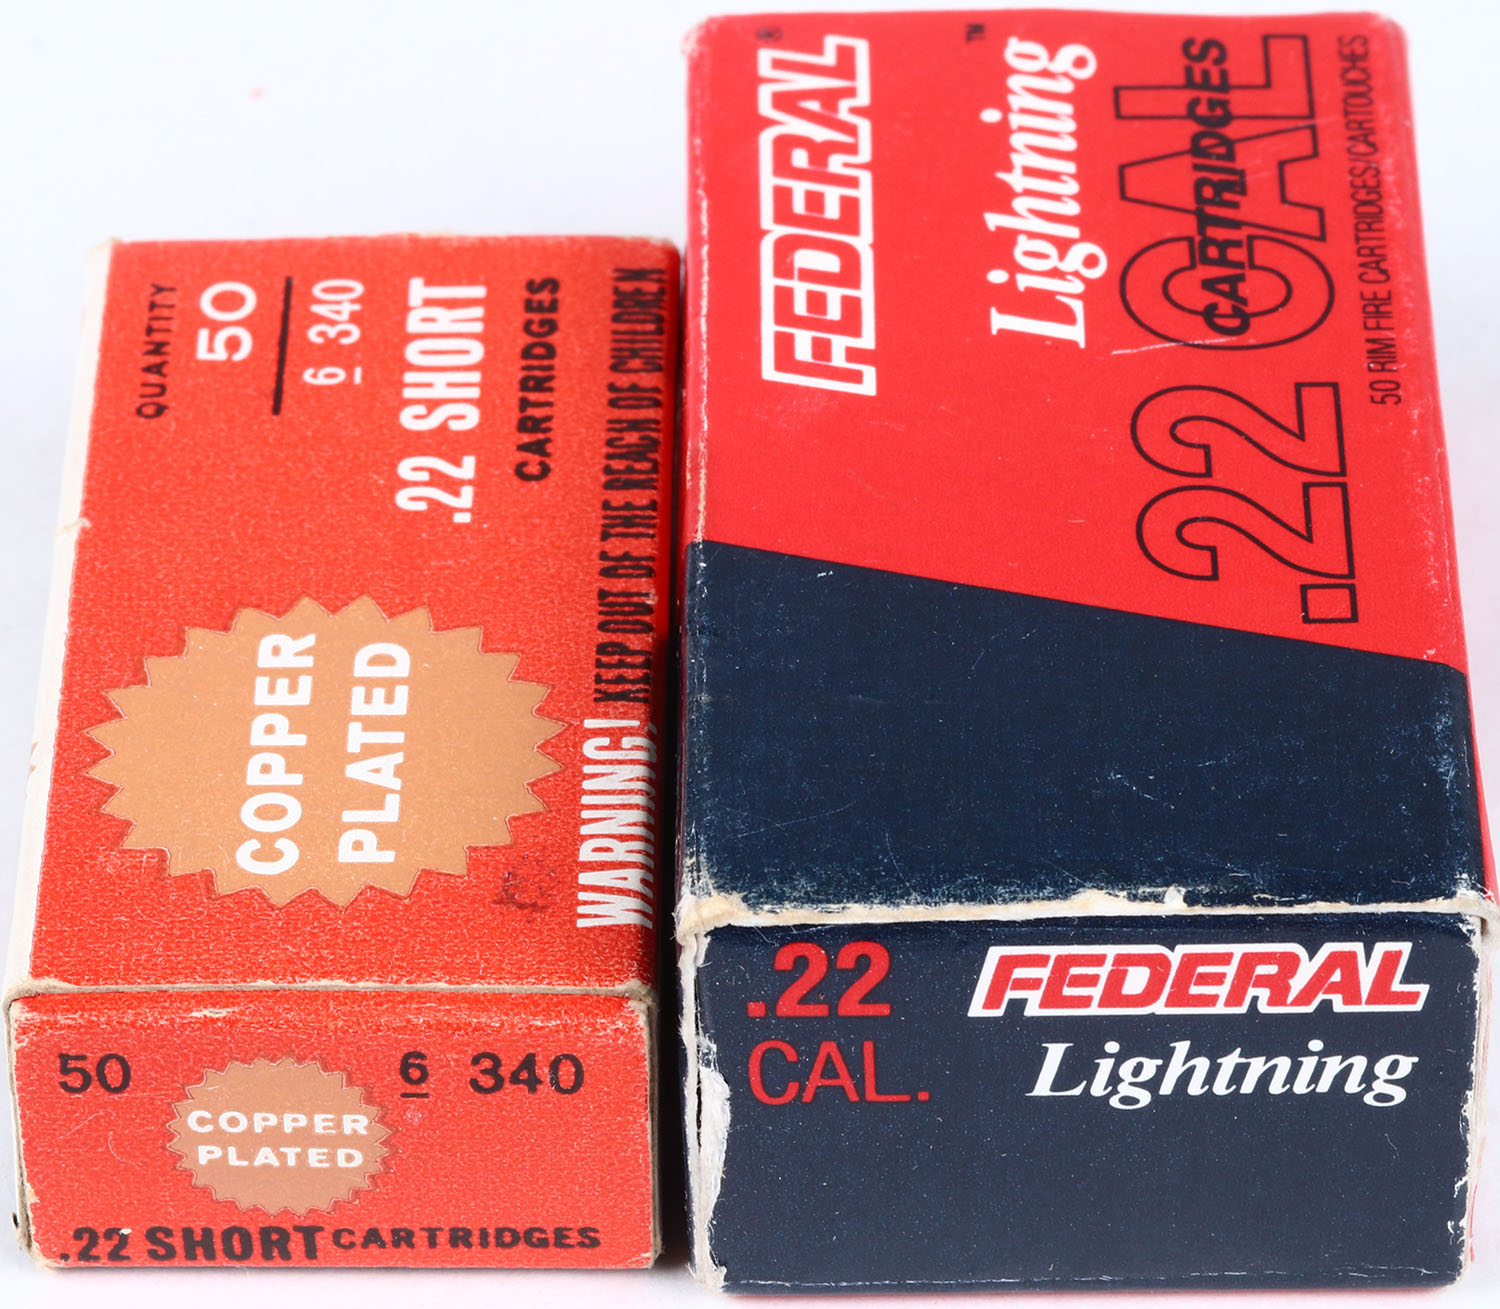 QUANTITY
50
6 340
.22 SHORT
CARTRIDGES
COPPER
PLATED
WARNING! KEEP OUT OF THE REACH OF CHILDREN
50
6 340
COPPER
PLATED
.22 SHORT CARTRIDGES
FEDERAL®
Lightning™
.22 CAL
CARTRIDGES
50 RIM FIRE CARTRIDGES/CARTOUCHES
.22
CAL.
FEDERAL
Lightning